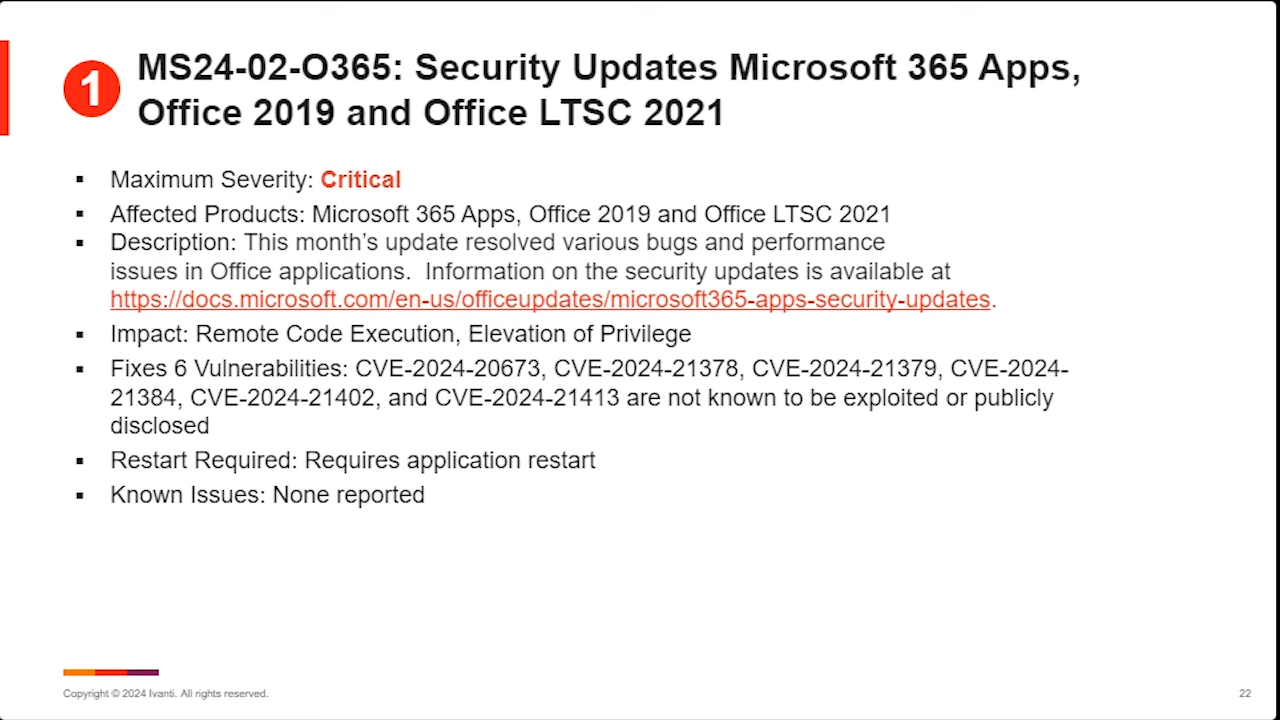 1
MS24-02-O365: Security Updates Microsoft 365 Apps,
Office 2019 and Office LTSC 2021
▪ Maximum Severity: Critical
▪ Affected Products: Microsoft 365 Apps, Office 2019 and Office LTSC 2021
▪ Description: This month’s update resolved various bugs and performance
issues in Office applications.  Information on the security updates is available at
https://docs.microsoft.com/en-us/officeupdates/microsoft365-apps-security-updates.
▪ Impact: Remote Code Execution, Elevation of Privilege
▪ Fixes 6 Vulnerabilities: CVE-2024-20673, CVE-2024-21378, CVE-2024-21379, CVE-2024-
21384, CVE-2024-21402, and CVE-2024-21413 are not known to be exploited or publicly
disclosed
▪ Restart Required: Requires application restart
▪ Known Issues: None reported
Copyright © 2024 Ivanti. All rights reserved.
22